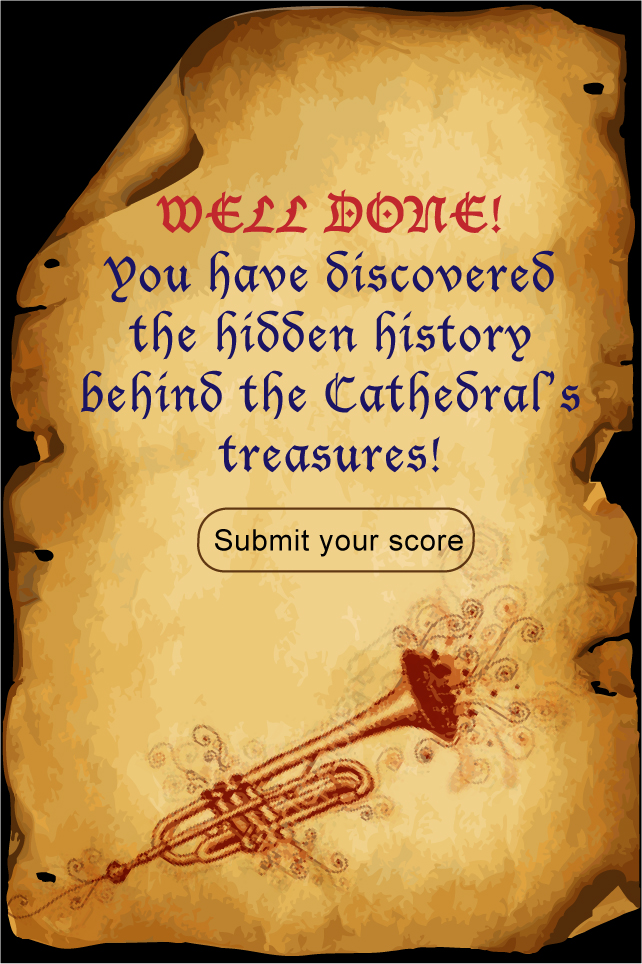 WELL DONE!
You have discovered
the hidden history
behind the Cathedral's
treasures!
Submit your score